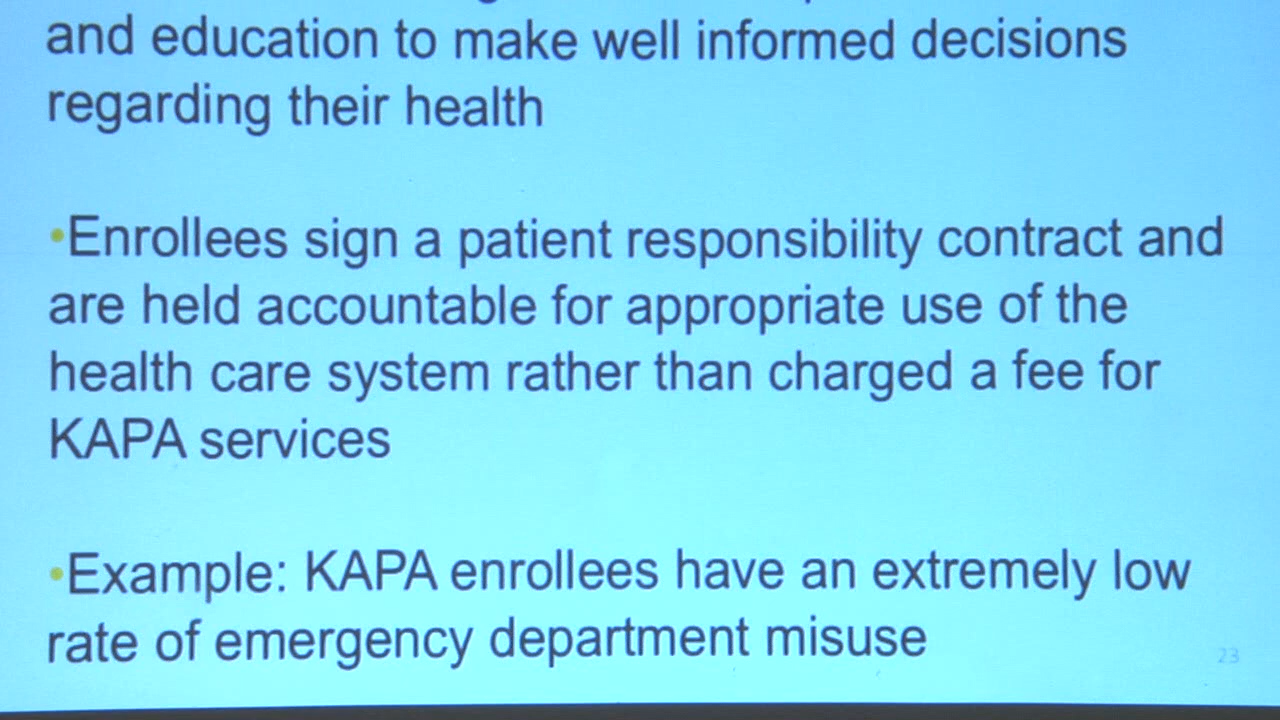 and education to make well informed decisions
regarding their health
•Enrollees sign a patient responsibility contract and
are held accountable for appropriate use of the
health care system rather than charged a fee for
KAPA services
•Example: KAPA enrollees have an extremely low
rate of emergency department misuse
23